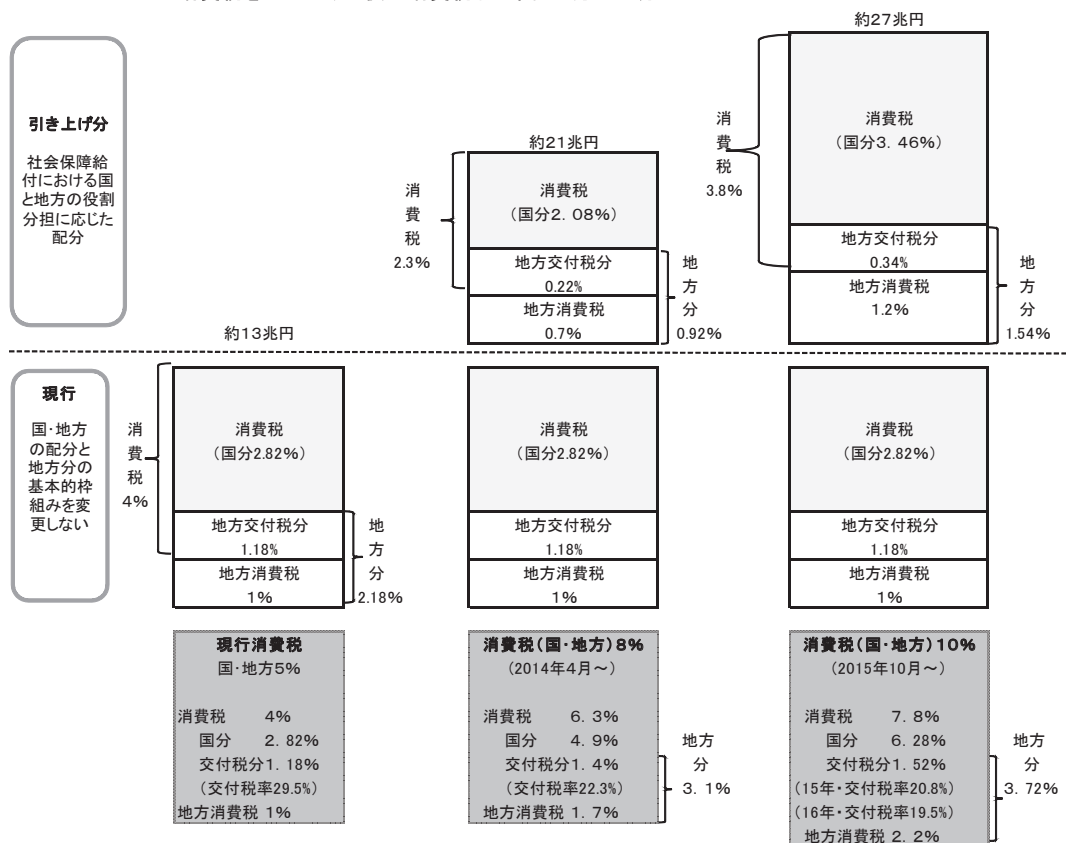 約27兆円
引き上げ分
社会保障給
付における国
と地方の役割
分担に応じた
配分
消費税
3.8%
消費税
(国分3．46%)
地方交付税分
0.34%
地方消費税
1.2%
地方分
1.54%
約21兆円
消費税
2.3%
消費税
(国分2．08%)
地方交付税分
0.22%
地方消費税
0.7%
地方分
0.92%
約13兆円
現行
国・地方
の配分と
地方分の
基本的枠
組みを変
更しない
消費税
4%
消費税
(国分2.82%)
地方交付税分
1.18%
地方消費税
1%
地方分
2.18%
消費税
(国分2.82%)
地方交付税分
1.18%
地方消費税
1%
消費税
(国分2.82%)
地方交付税分
1.18%
地方消費税
1%
現行消費税
国・地方5%
消費税 4%
国分 2．82%
交付税分1．18%
(交付税率29.5%)
地方消費税 1%
消費税(国・地方)8%
(2014年4月～)
消費税 6．3%
国分 4．9%
交付税分1．4%
(交付税率22.3%)
地方消費税 1．7%
地方分
3．1%
消費税(国・地方)10%
(2015年10月～)
消費税 7．8%
国分 6．28%
交付税分1．52%
(15年・交付税率20.8%)
(16年・交付税率19.5%)
地方消費税 2．2%
地方分
3．72%